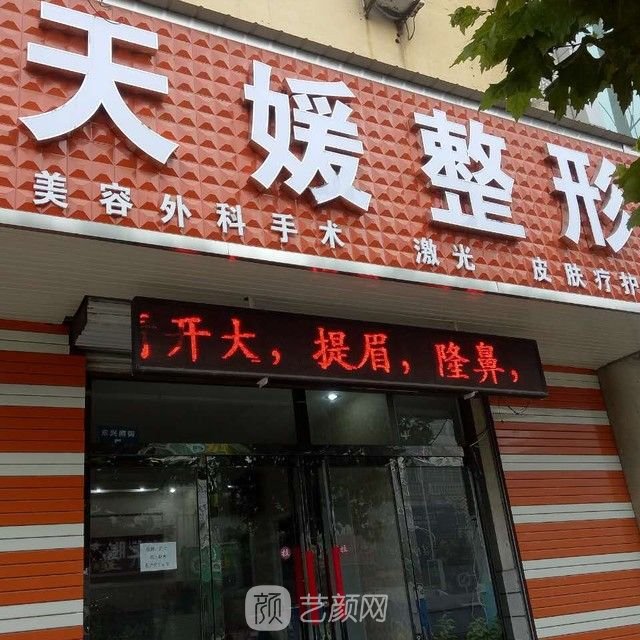 天媛整形
美容外科手术 激光 皮肤疗护
开大，提眉，隆鼻，
颜 艺颜网